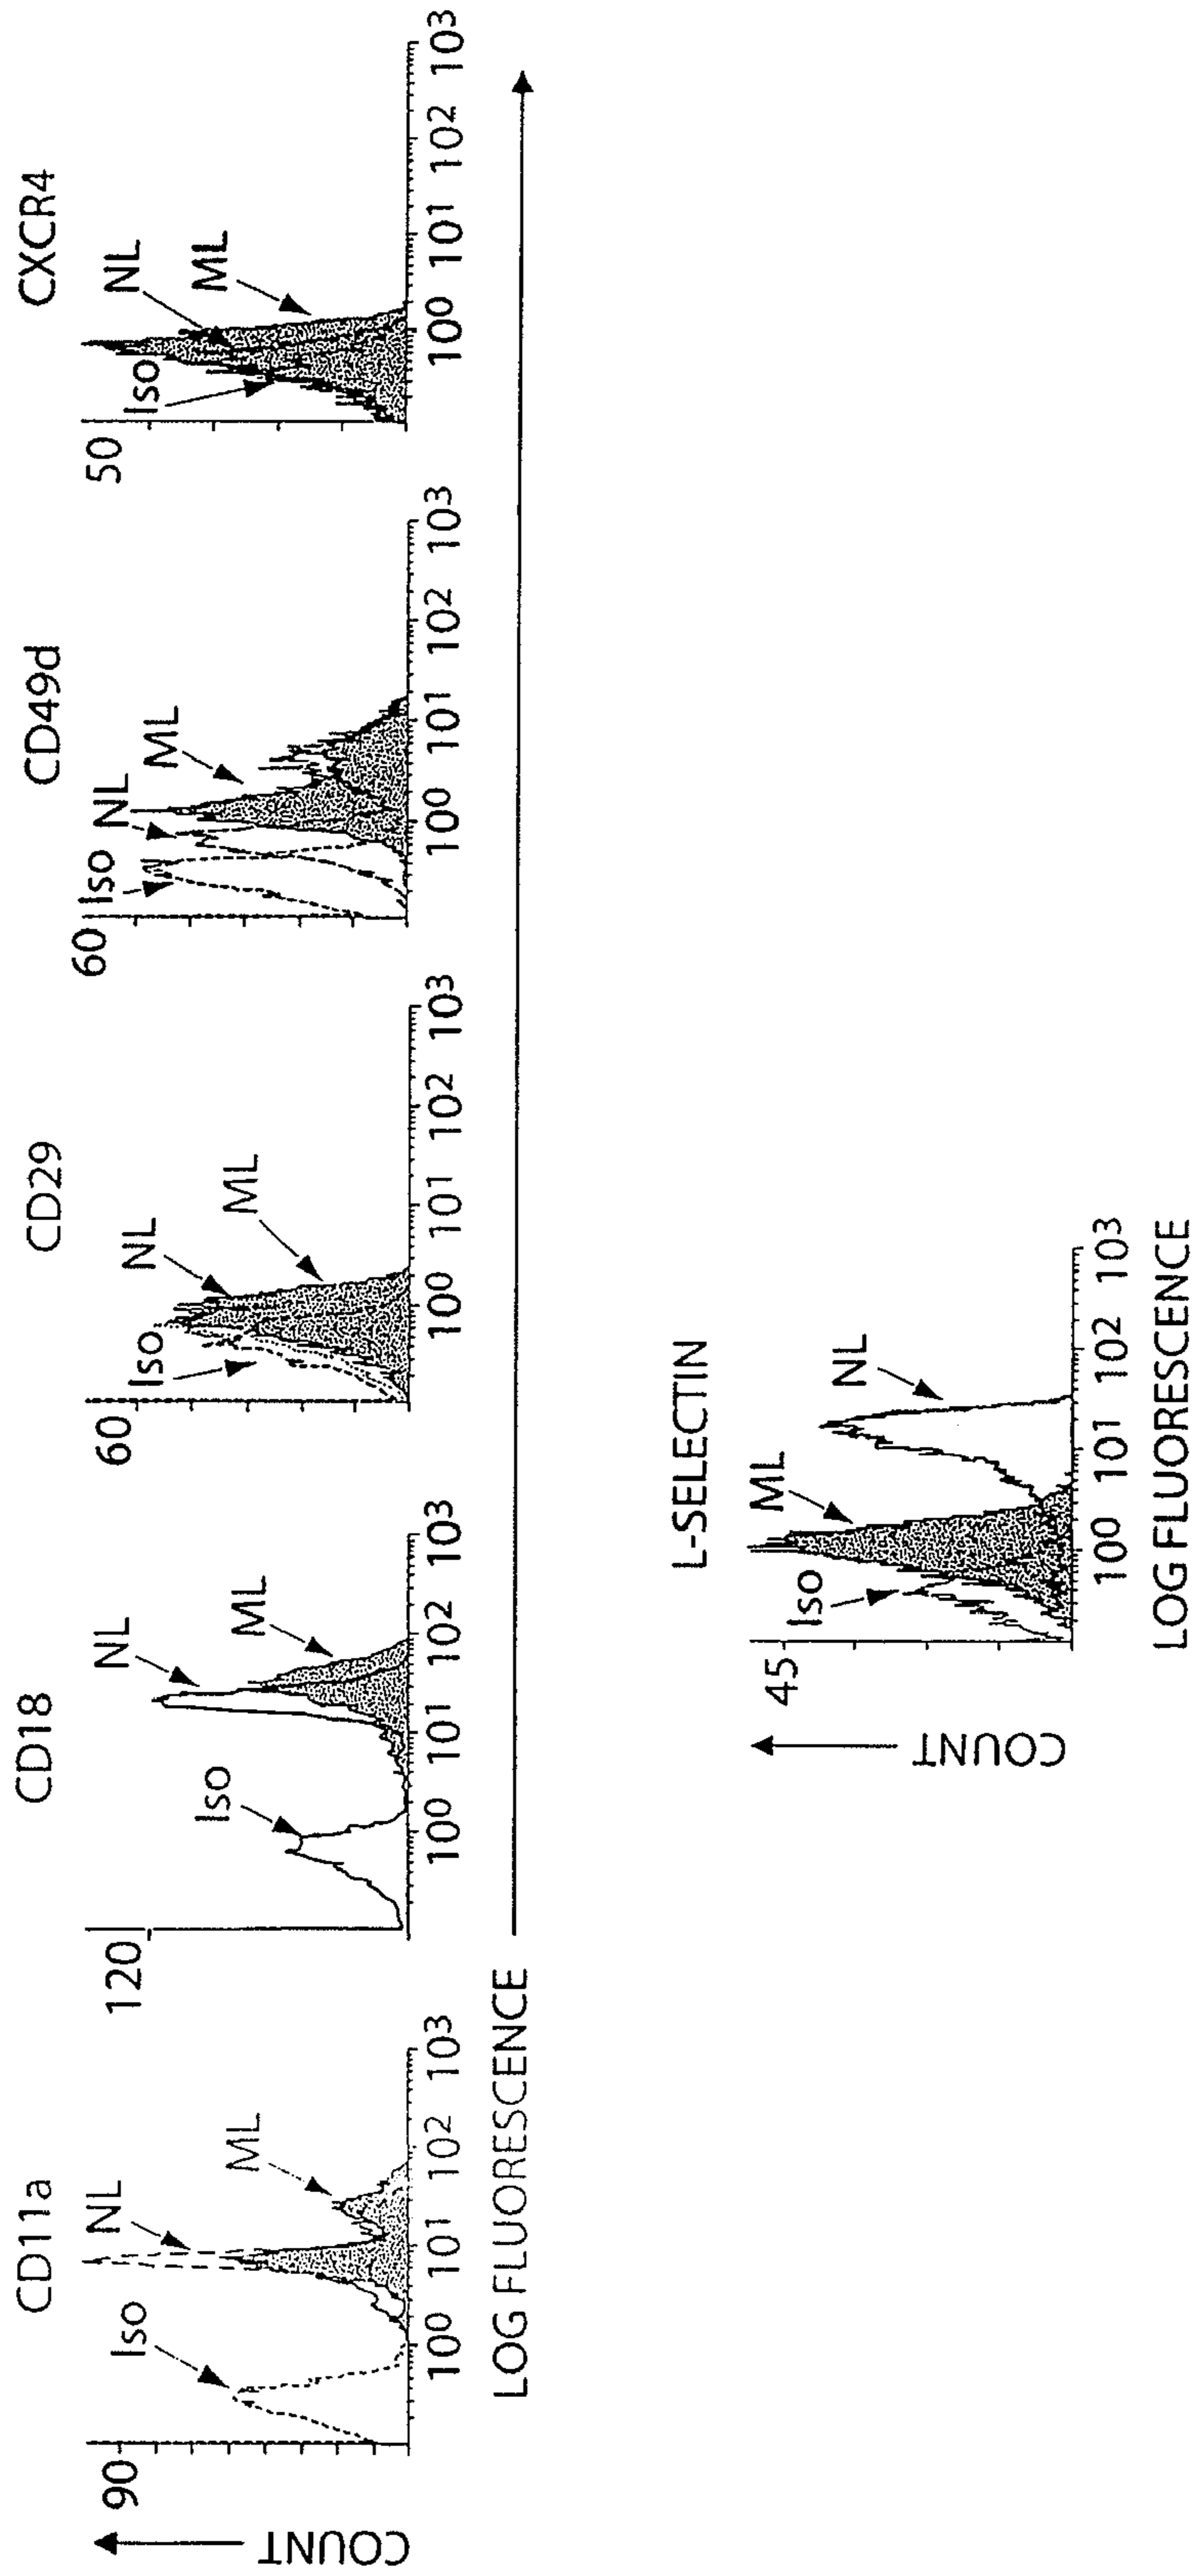 CD11a
COUNT
90
Iso
NL
ML
10⁰ 10¹ 10² 10³
CD18
120
Iso
NL
ML
10⁰ 10¹ 10² 10³
CD29
60
Iso
NL
ML
10⁰ 10¹ 10² 10³
CD49d
60
Iso
NL
ML
10⁰ 10¹ 10² 10³
CXCR4
50
Iso
NL
ML
10⁰ 10¹ 10² 10³
LOG FLUORESCENCE
L-SELECTIN
COUNT
45
Iso
ML
NL
10⁰ 10¹ 10² 10³
LOG FLUORESCENCE